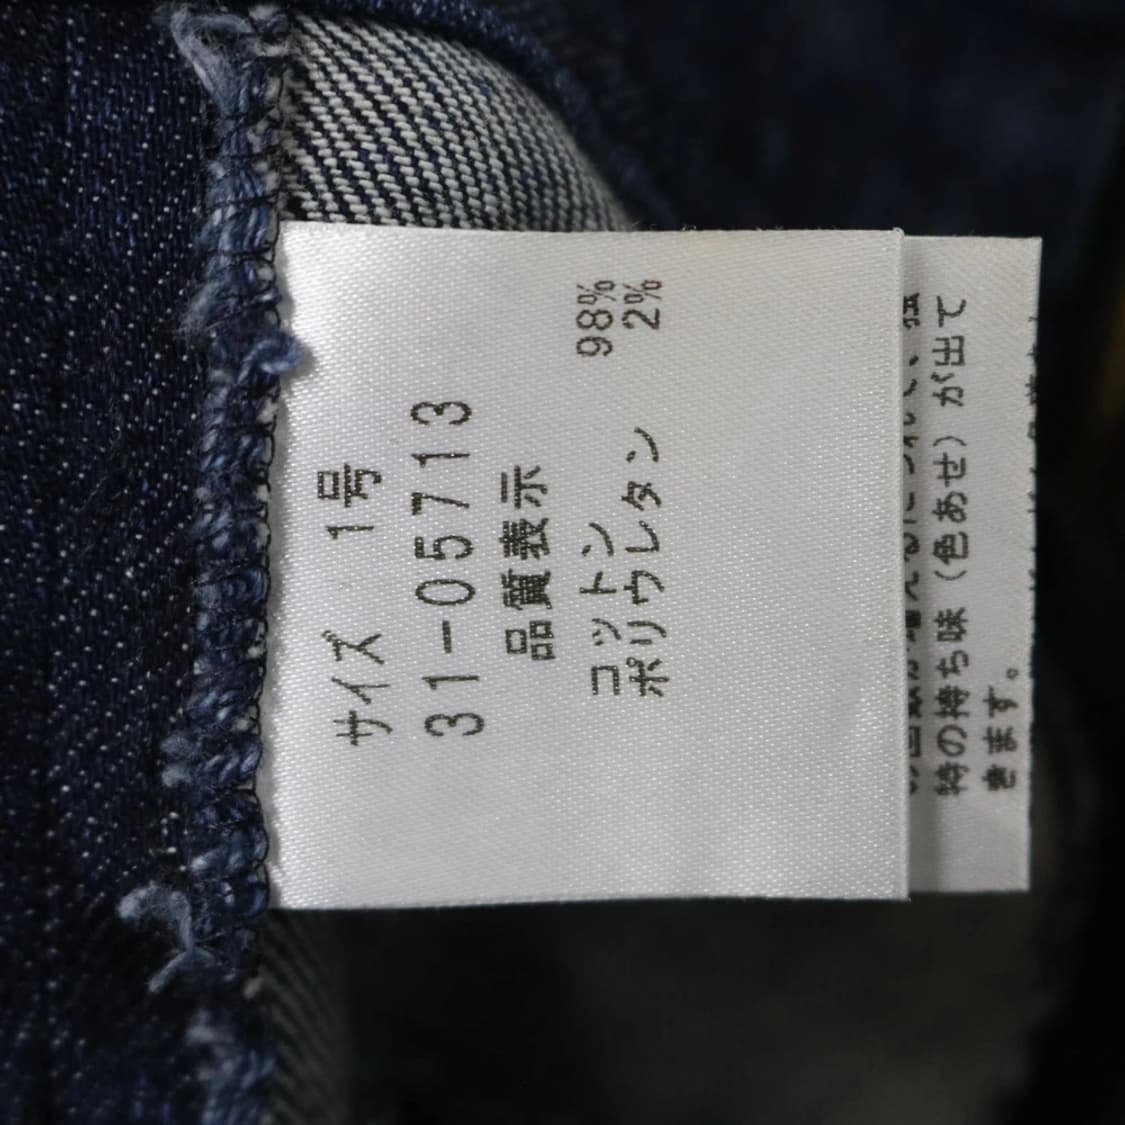 サイズ 1号
31-05713
品質表示
コットン 98%
ポリウレタン 2%
特の持ち味(色あせ)が出て
きます。